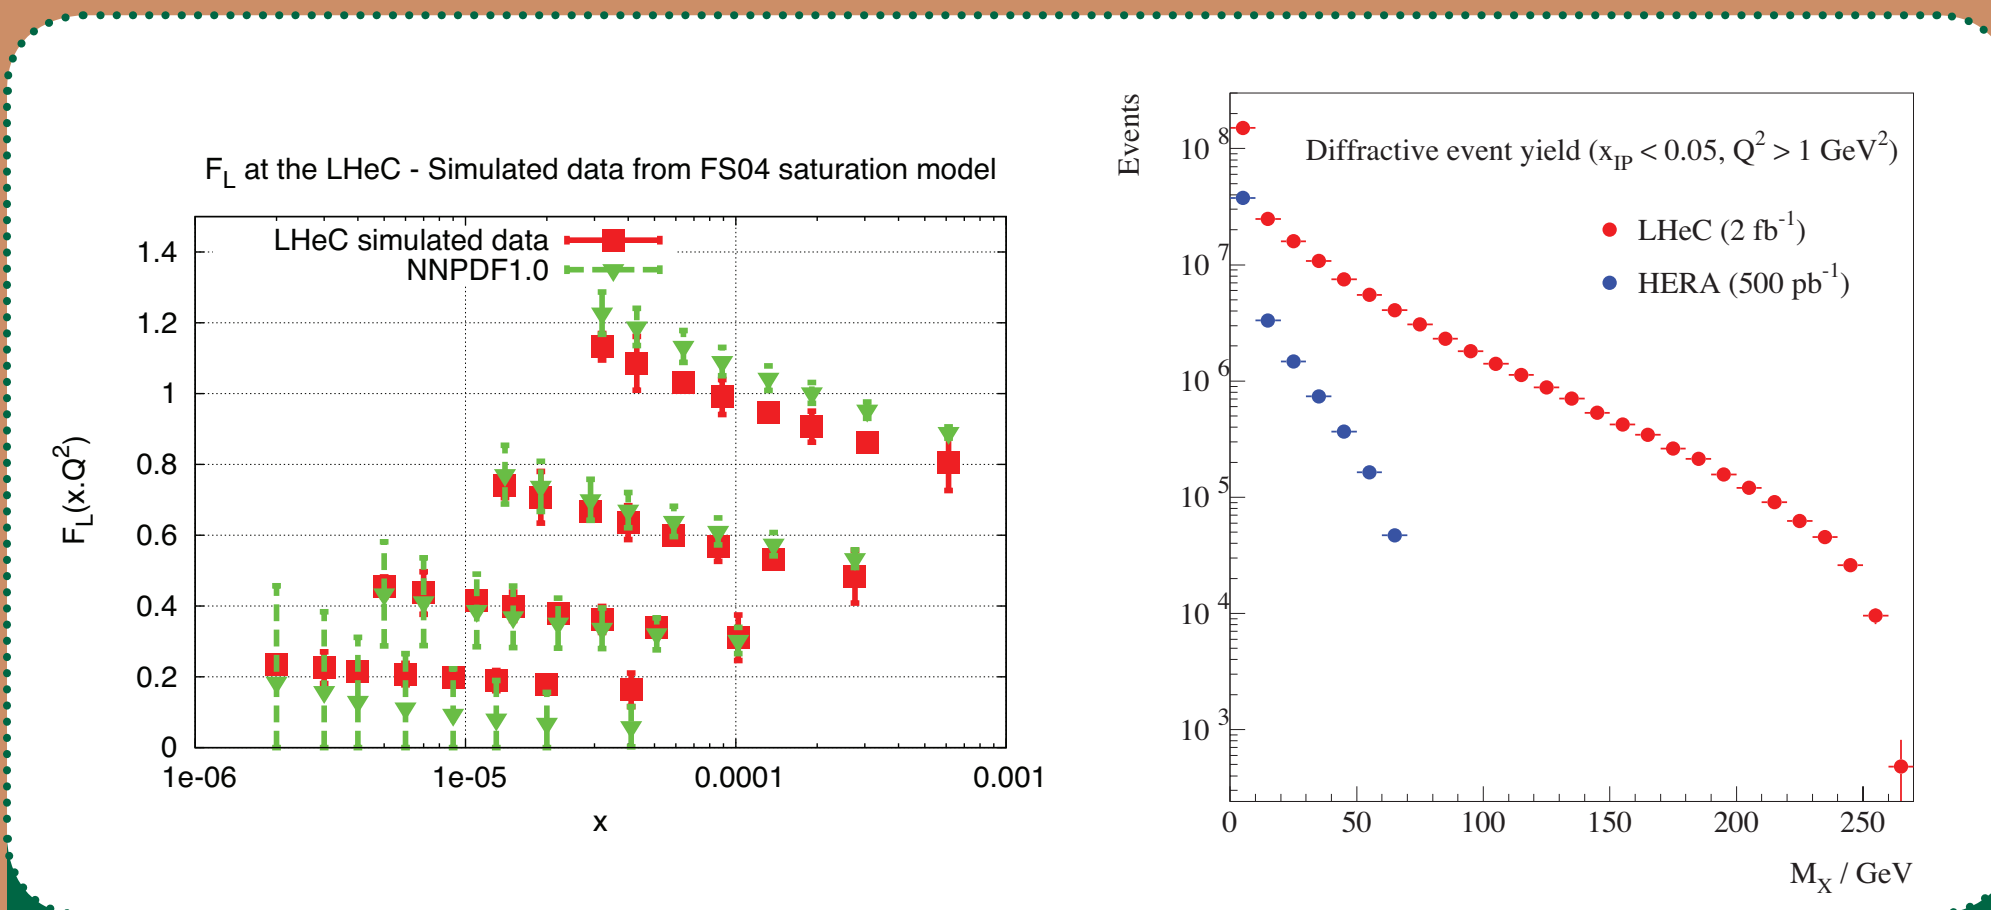 F_L at the LHeC - Simulated data from FS04 saturation model
LHeC simulated data
NNPDF1.0
1.4
1.2
1
0.8
0.6
0.4
0.2
0
F_L(x.Q^2)
1e-06 1e-05 0.0001 0.001
x
Events
Diffractive event yield (x_IP < 0.05, Q^2 > 1 GeV^2)
LHeC (2 fb^-1)
HERA (500 pb^-1)
10^8
10^7
10^6
10^5
10^4
10^3
0 50 100 150 200 250
M_X / GeV